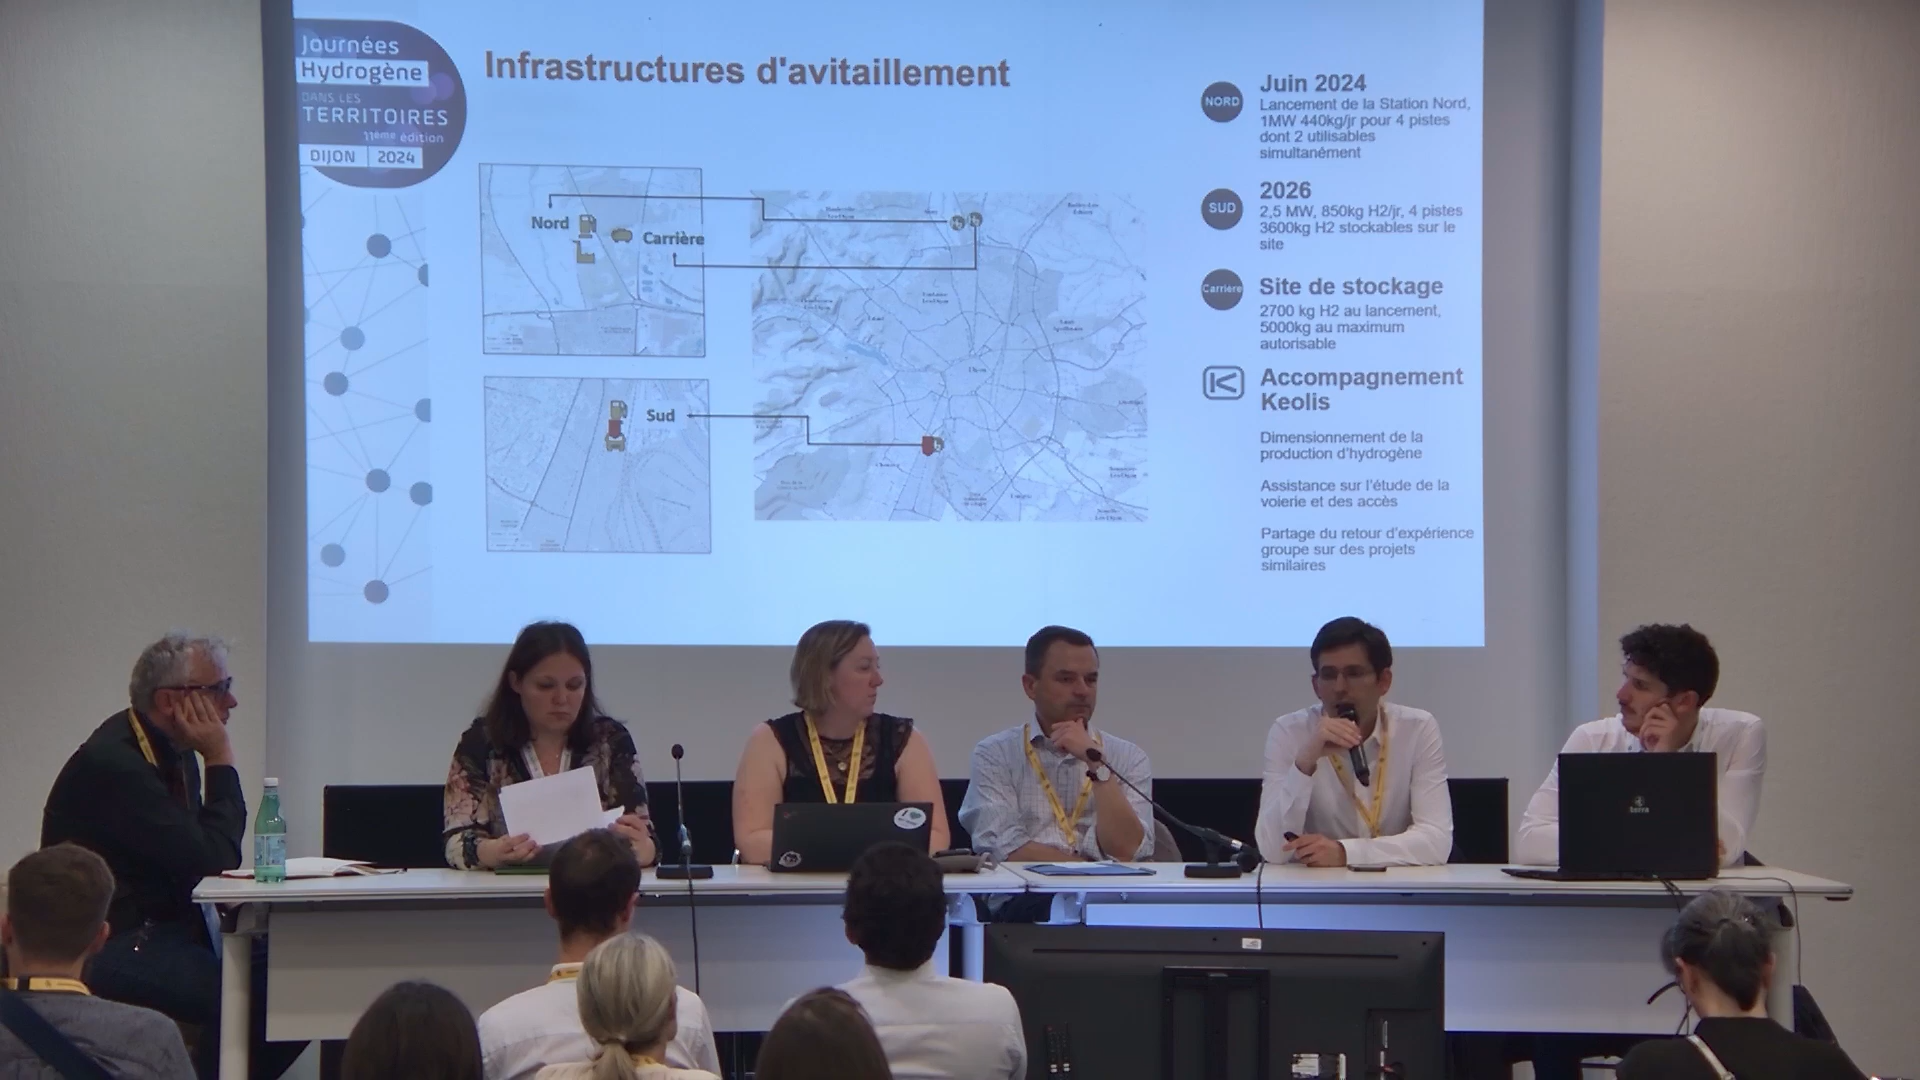 Journées
Hydrogène
DANS LES
TERRITOIRES
11ème édition
DIJON 2024
Infrastructures d'avitaillement
Nord
Carrière
Sud
Dijon
NORD
Juin 2024
Lancement de la Station Nord,
1MW 440kg/jr pour 4 pistes
dont 2 utilisables
simultanément
SUD
2026
2,5 MW, 850kg H2/jr, 4 pistes
3600kg H2 stockables sur le
site
Carrière
Site de stockage
2700 kg H2 au lancement,
5000kg au maximum
autorisable
Accompagnement
Keolis
Dimensionnement de la
production d'hydrogène
Assistance sur l'étude de la
voierie et des accès
Partage du retour d'expérience
groupe sur des projets
similaires
terra